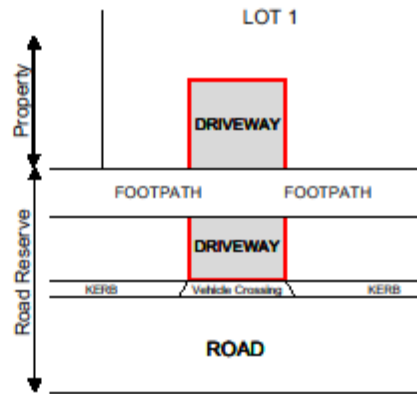 LOT 1
Property
DRIVEWAY
FOOTPATH FOOTPATH
Road Reserve
DRIVEWAY
KERB Vehicle Crossing KERB
ROAD